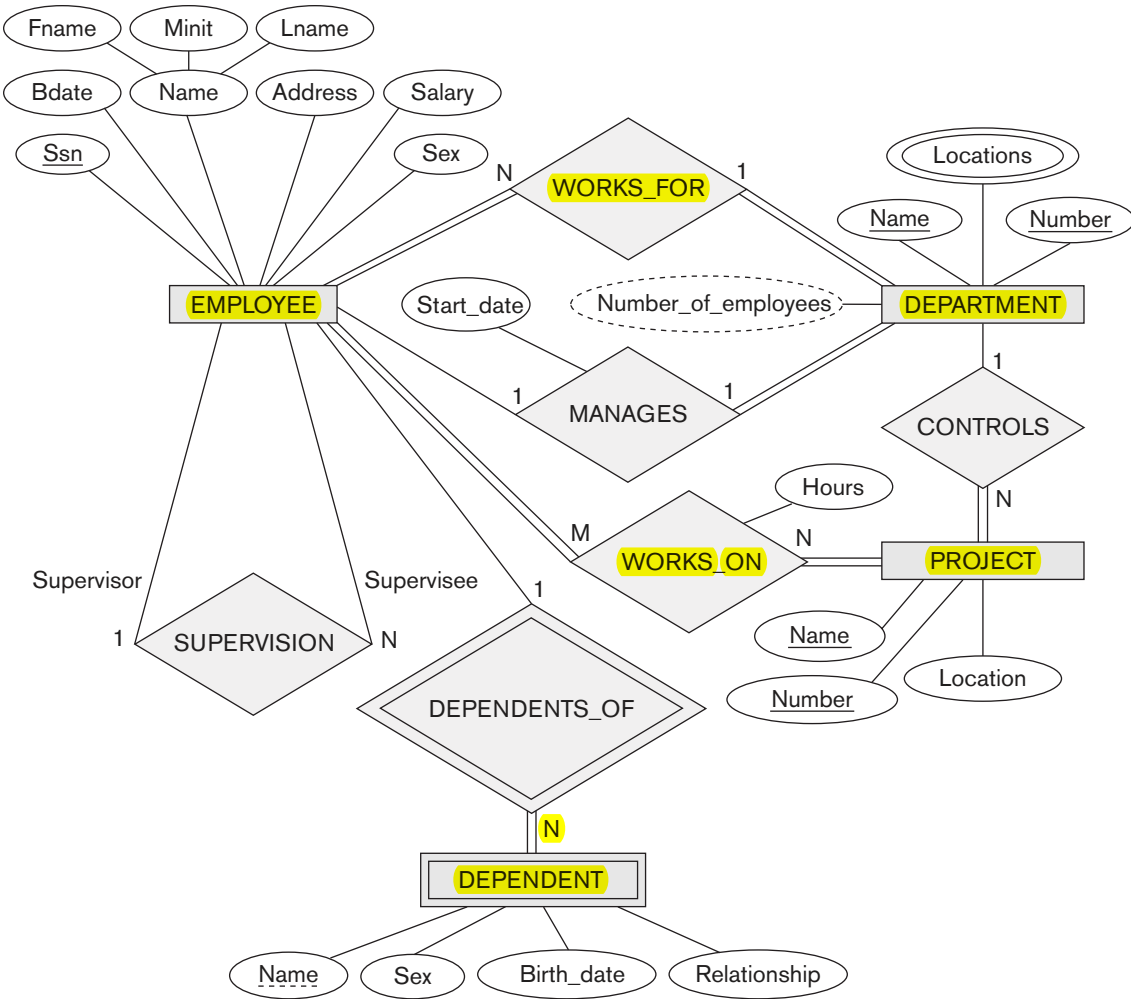 Fname Minit Lname
Bdate Name Address Salary
Ssn Sex
N WORKS_FOR 1
Locations
Name Number
EMPLOYEE Start_date Number_of_employees DEPARTMENT
1 MANAGES 1
1
CONTROLS
N
Hours
M WORKS_ON N
PROJECT
Supervisor Supervisee
1 SUPERVISION N
1
Name
Number
Location
DEPENDENTS_OF
N
DEPENDENT
Name Sex Birth_date Relationship